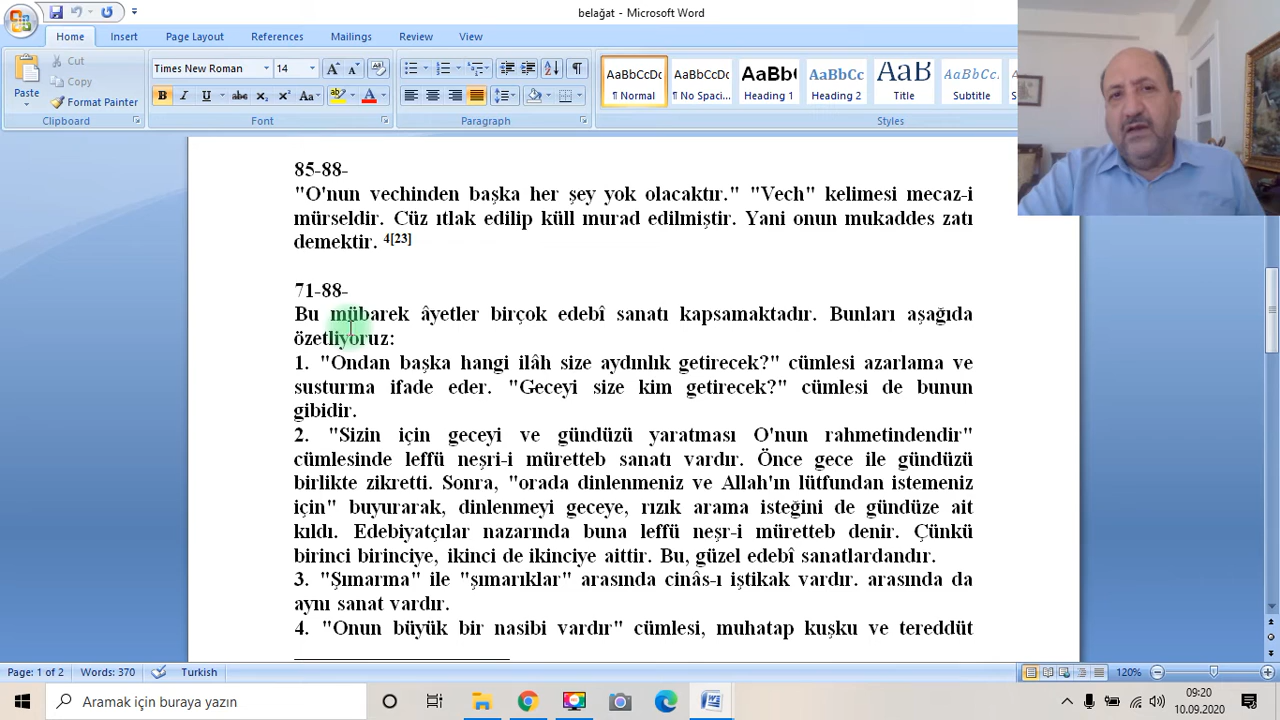 belağat - Microsoft Word
Home Insert Page Layout References Mailings Review View
Paste
Cut
Copy
Format Painter
Clipboard
Times New Roman 14
Font
Paragraph
AaBbCcDc AaBbCcDc AaBbC AaBbCc AaB AaBbCc.
¶ Normal ¶ No Spaci... Heading 1 Heading 2 Title Subtitle
Styles
85-88-
"O'nun vechinden başka her şey yok olacaktır." "Vech" kelimesi mecaz-i
mürseldir. Cüz ıtlak edilip küll murad edilmiştir. Yani onun mukaddes zatı
demektir. 4[23]
71-88-
Bu mübarek âyetler birçok edebî sanatı kapsamaktadır. Bunları aşağıda
özetliyoruz:
1. "Ondan başka hangi ilâh size aydınlık getirecek?" cümlesi azarlama ve
susturma ifade eder. "Geceyi size kim getirecek?" cümlesi de bunun
gibidir.
2. "Sizin için geceyi ve gündüzü yaratması O'nun rahmetindendir"
cümlesinde leffü neşri-i müretteb sanatı vardır. Önce gece ile gündüzü
birlikte zikretti. Sonra, "orada dinlenmeniz ve Allah'ın lütfundan istemeniz
için" buyurarak, dinlenmeyi geceye, rızık arama isteğini de gündüze ait
kıldı. Edebiyatçılar nazarında buna leffü neşr-i müretteb denir. Çünkü
birinci birinciye, ikinci de ikinciye aittir. Bu, güzel edebî sanatlardandır.
3. "Şımarma" ile "şımarıklar" arasında cinâs-ı iştikak vardır. arasında da
aynı sanat vardır.
4. "Onun büyük bir nasibi vardır" cümlesi, muhatap kuşku ve tereddüt
Page: 1 of 2 Words: 370 Turkish 120%
Aramak için buraya yazın
09:20
10.09.2020